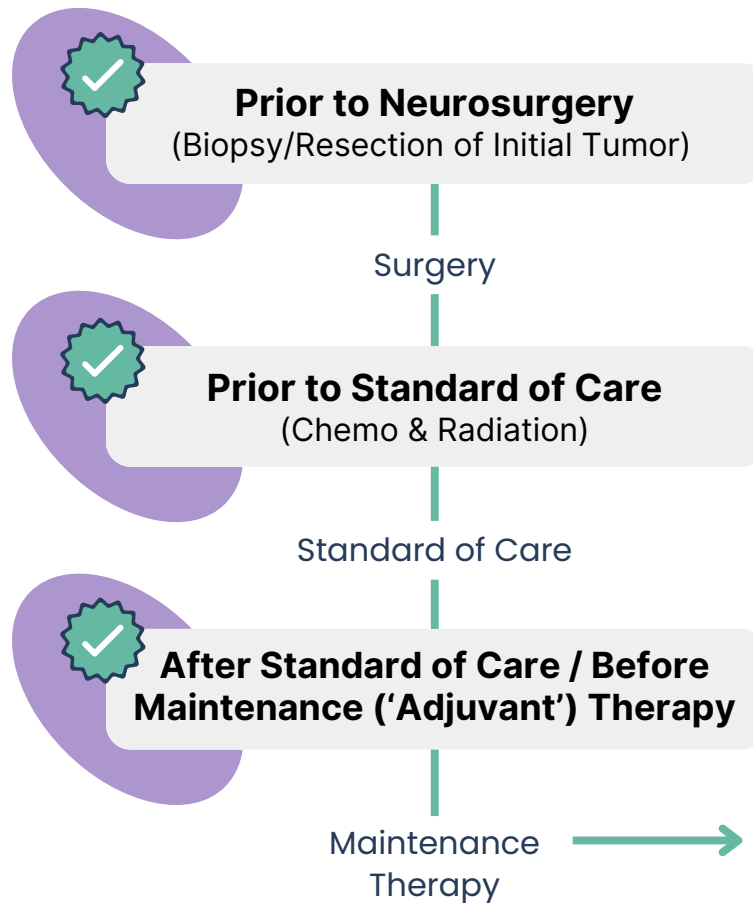 Prior to Neurosurgery
(Biopsy/Resection of Initial Tumor)
Surgery
Prior to Standard of Care
(Chemo & Radiation)
Standard of Care
After Standard of Care / Before
Maintenance (‘Adjuvant’) Therapy
Maintenance
Therapy